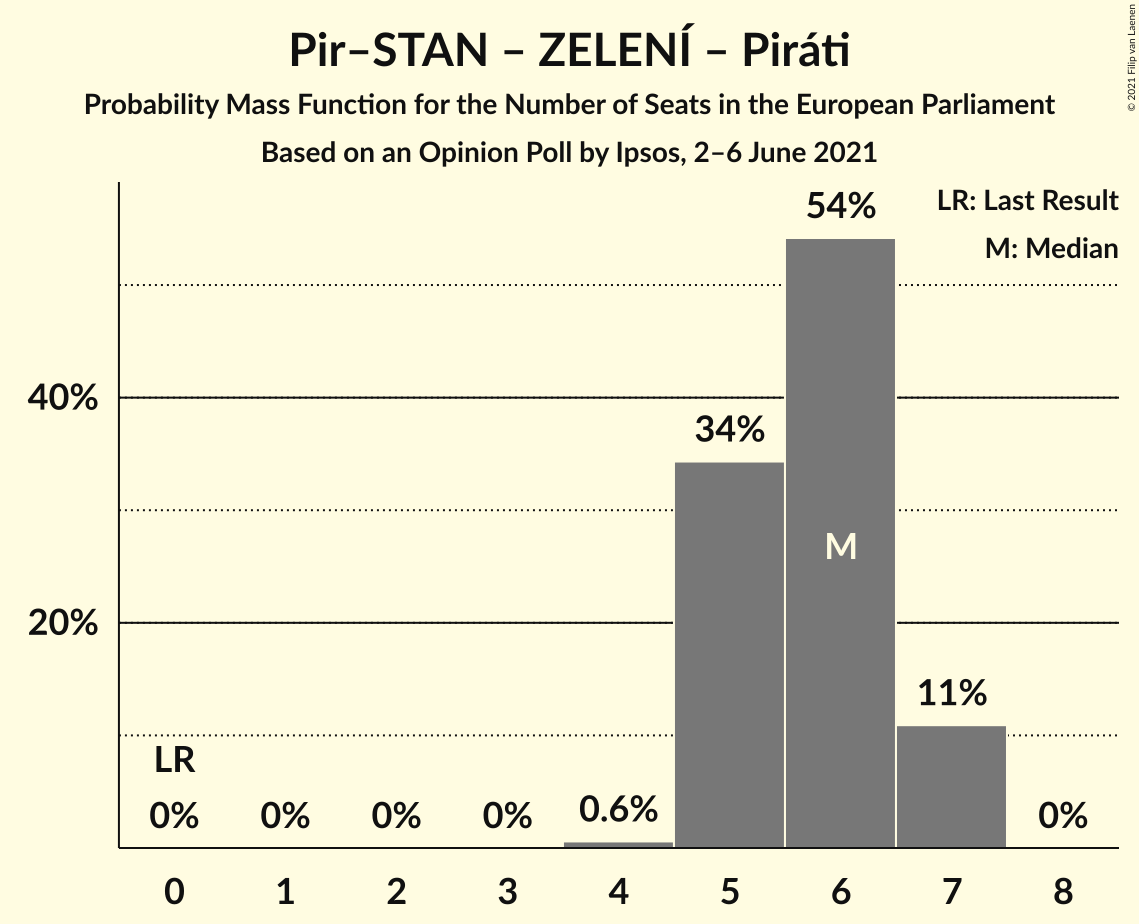 Pir–STAN – ZELENÍ – Piráti
Probability Mass Function for the Number of Seats in the European Parliament
Based on an Opinion Poll by Ipsos, 2–6 June 2021
© 2021 Filip van Laenen
LR: Last Result
M: Median
54%
40%
34%
M
20%
11%
LR
0%
0%
0%
0%
0.6%
0%
0 1 2 3 4 5 6 7 8